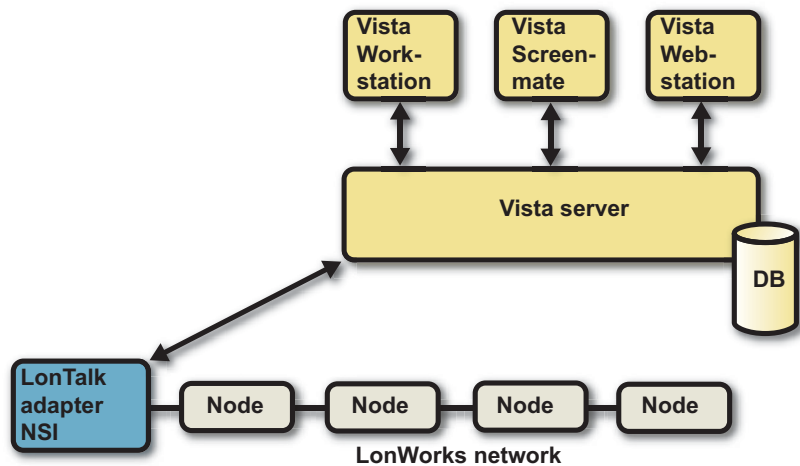 Vista
Work-
station
Vista
Screen-
mate
Vista
Web-
station
Vista server
DB
LonTalk
adapter
NSI
Node
Node
Node
Node
LonWorks network